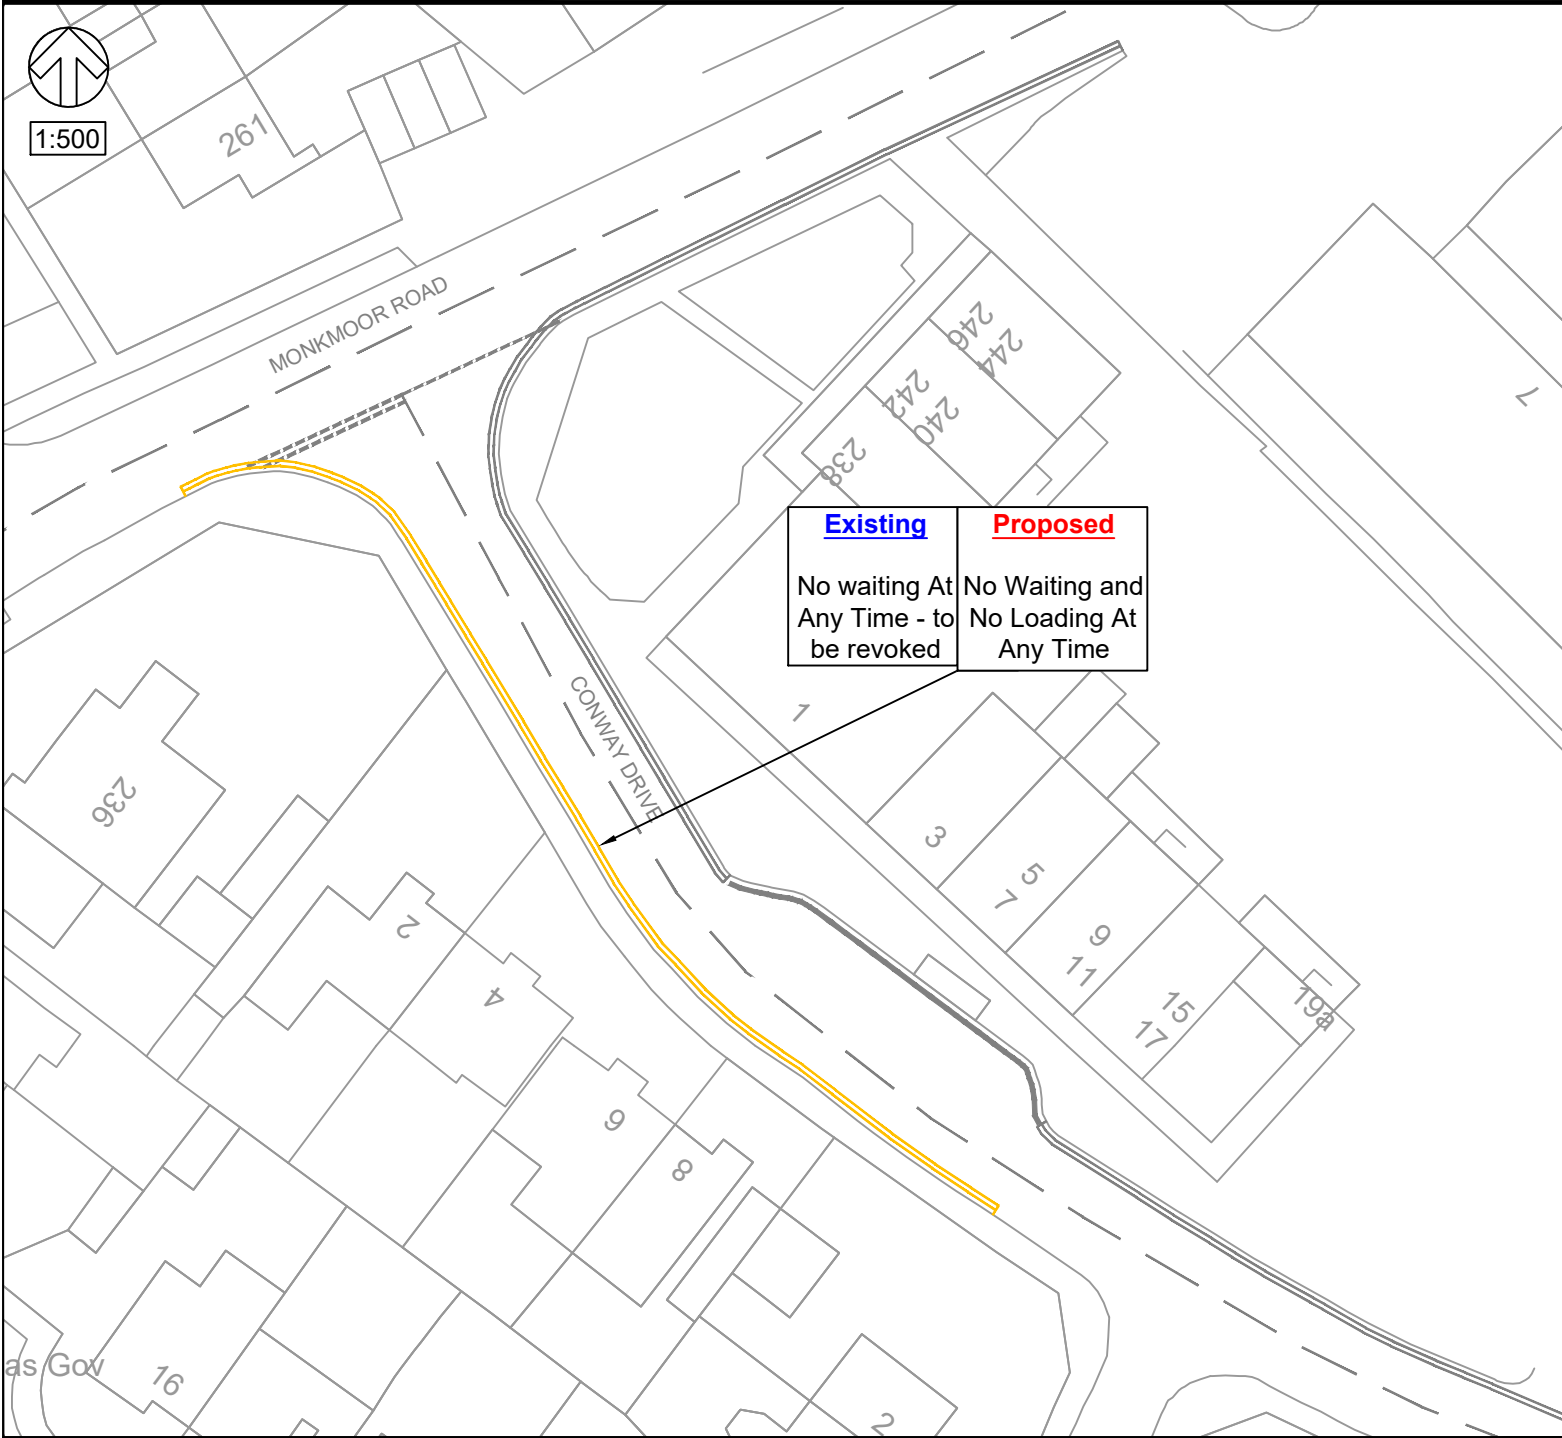 1:500
261
MONKMOOR ROAD
246
244
242
240
238
7
Existing
No waiting At
Any Time - to
be revoked
Proposed
No Waiting and
No Loading At
Any Time
CONWAY DRIVE
1
3
5
7
9
11
15
17
19a
236
2
4
6
8
as Gov
16
2